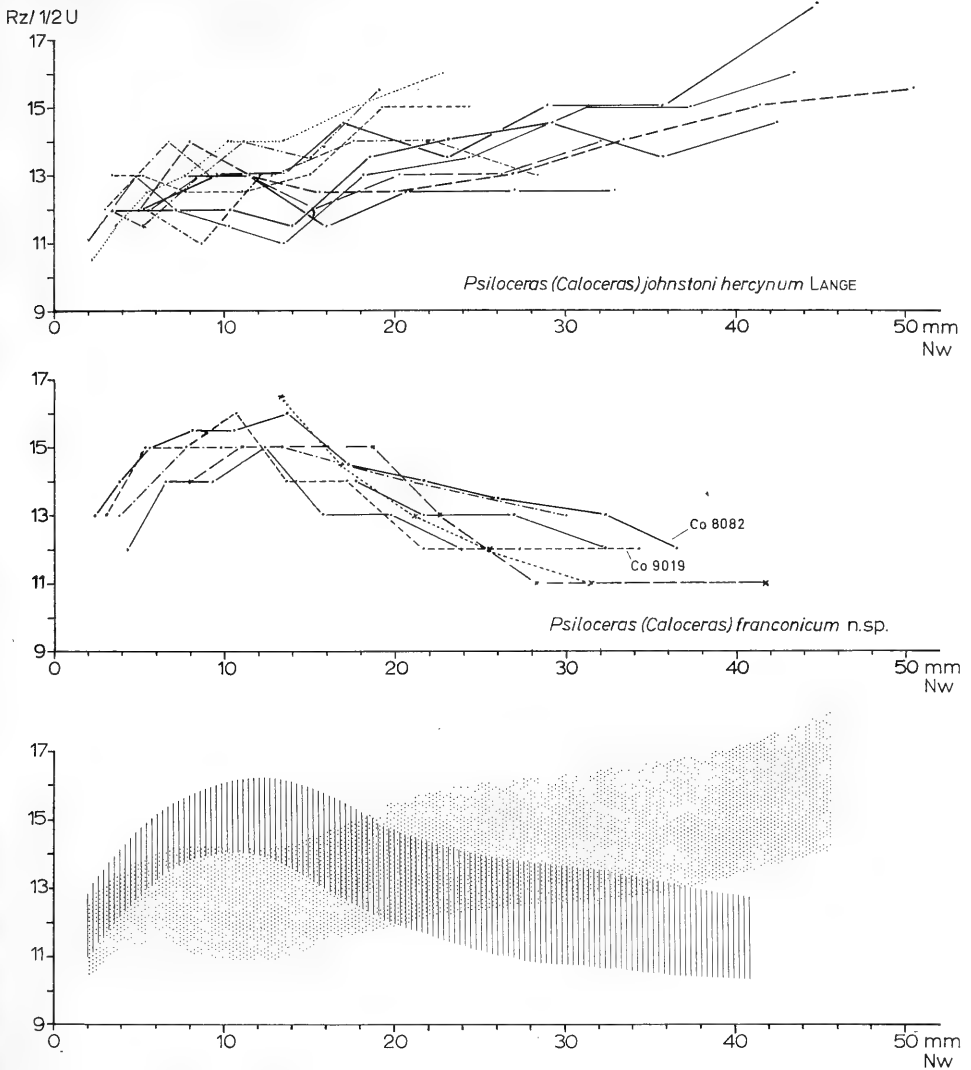 Rz/ 1/2 U
17
15
13
11
9
Psiloceras (Caloceras) johnstoni hercynum LANGE
0 10 20 30 40 50 mm
Nw
17
15
13
11
9
Co 8082
Co 9019
Psiloceras (Caloceras) franconicum n.sp.
0 10 20 30 40 50 mm
Nw
17
15
13
11
9
0 10 20 30 40 50 mm
Nw